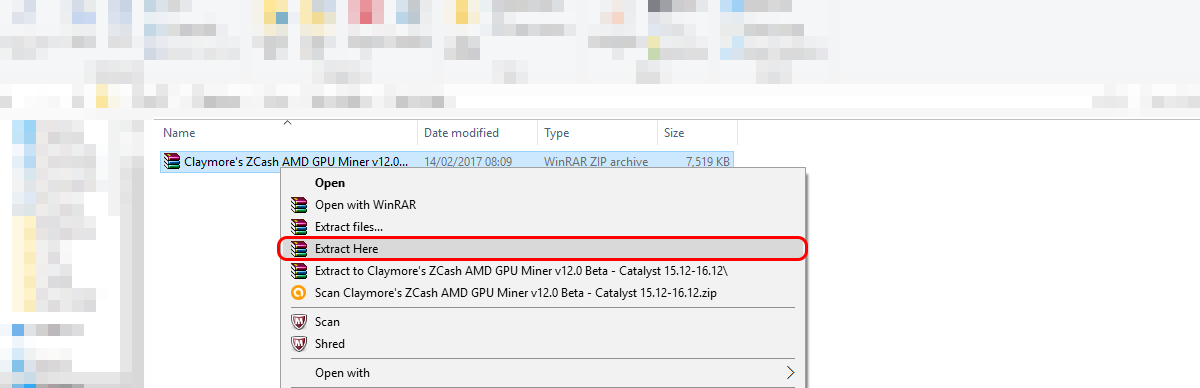 Name Date modified Type Size
Claymore's ZCash AMD GPU Miner v12.0... 14/02/2017 08:09 WinRAR ZIP archive 7,519 KB
Open
Open with WinRAR
Extract files...
Extract Here
Extract to Claymore's ZCash AMD GPU Miner v12.0 Beta - Catalyst 15.12-16.12\
Scan Claymore's ZCash AMD GPU Miner v12.0 Beta - Catalyst 15.12-16.12.zip
Scan
Shred
Open with